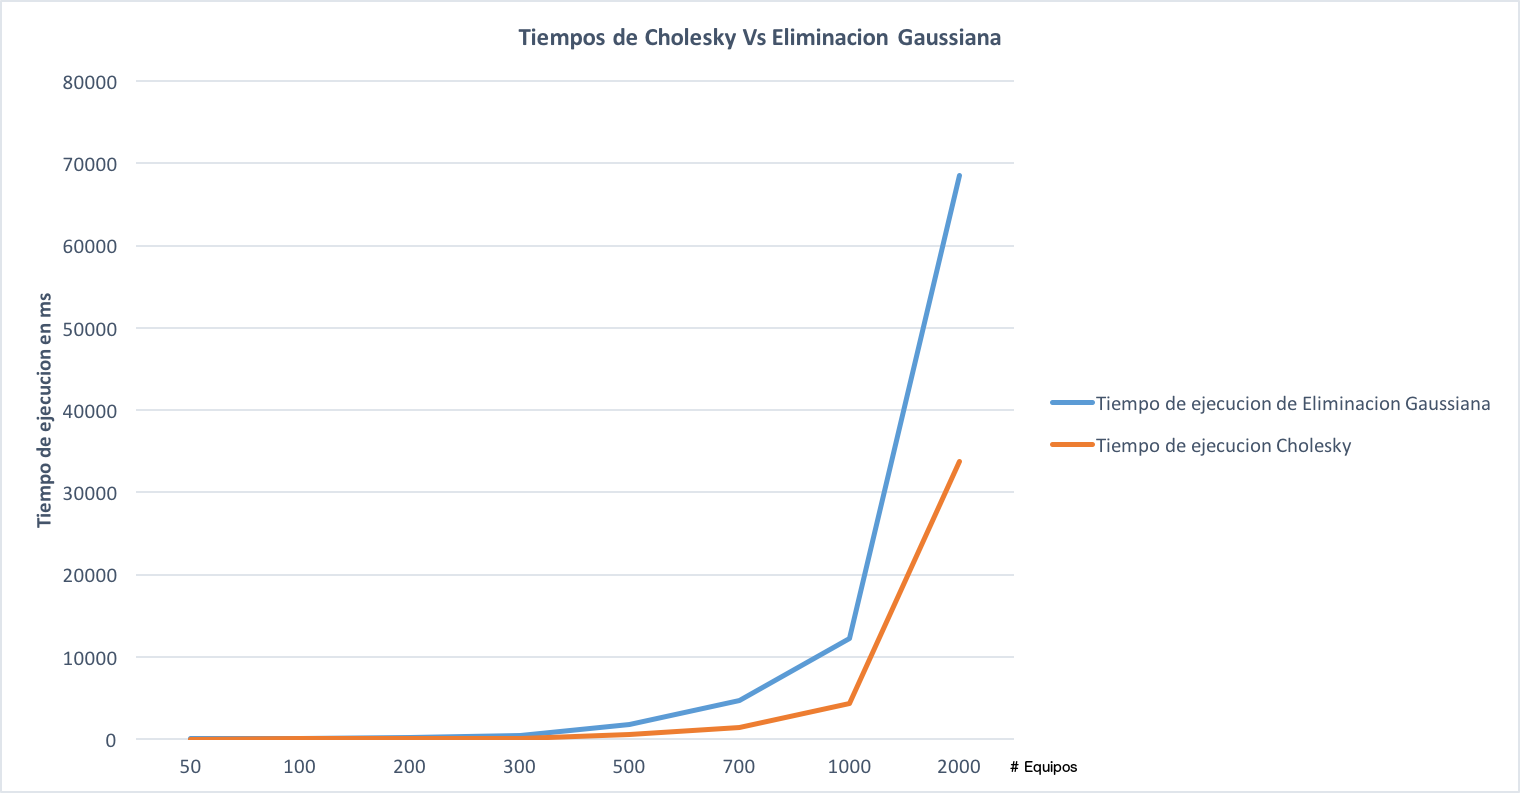 Tiempos de Cholesky Vs Eliminacion Gaussiana
80000
70000
60000
50000
40000
30000
20000
10000
0
Tiempo de ejecucion en ms
50 100 200 300 500 700 1000 2000 # Equipos
Tiempo de ejecucion de Eliminacion Gaussiana
Tiempo de ejecucion Cholesky